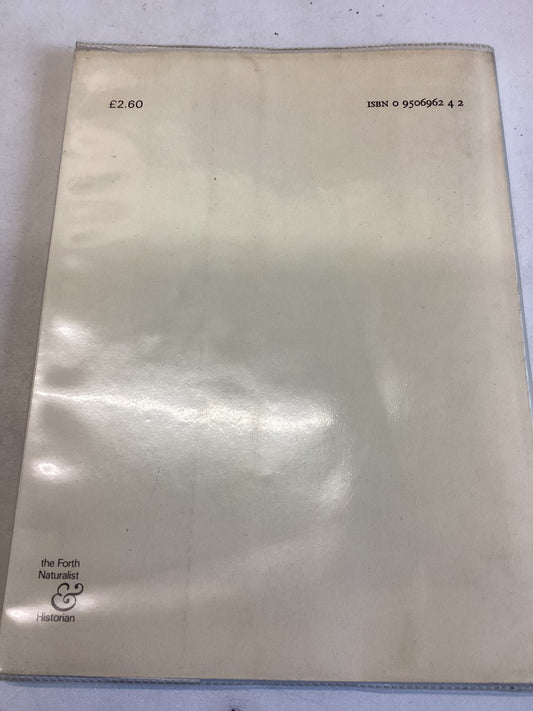 £2.60
ISBN 0 9506962 4 2
the Forth
Naturalist
&
Historian